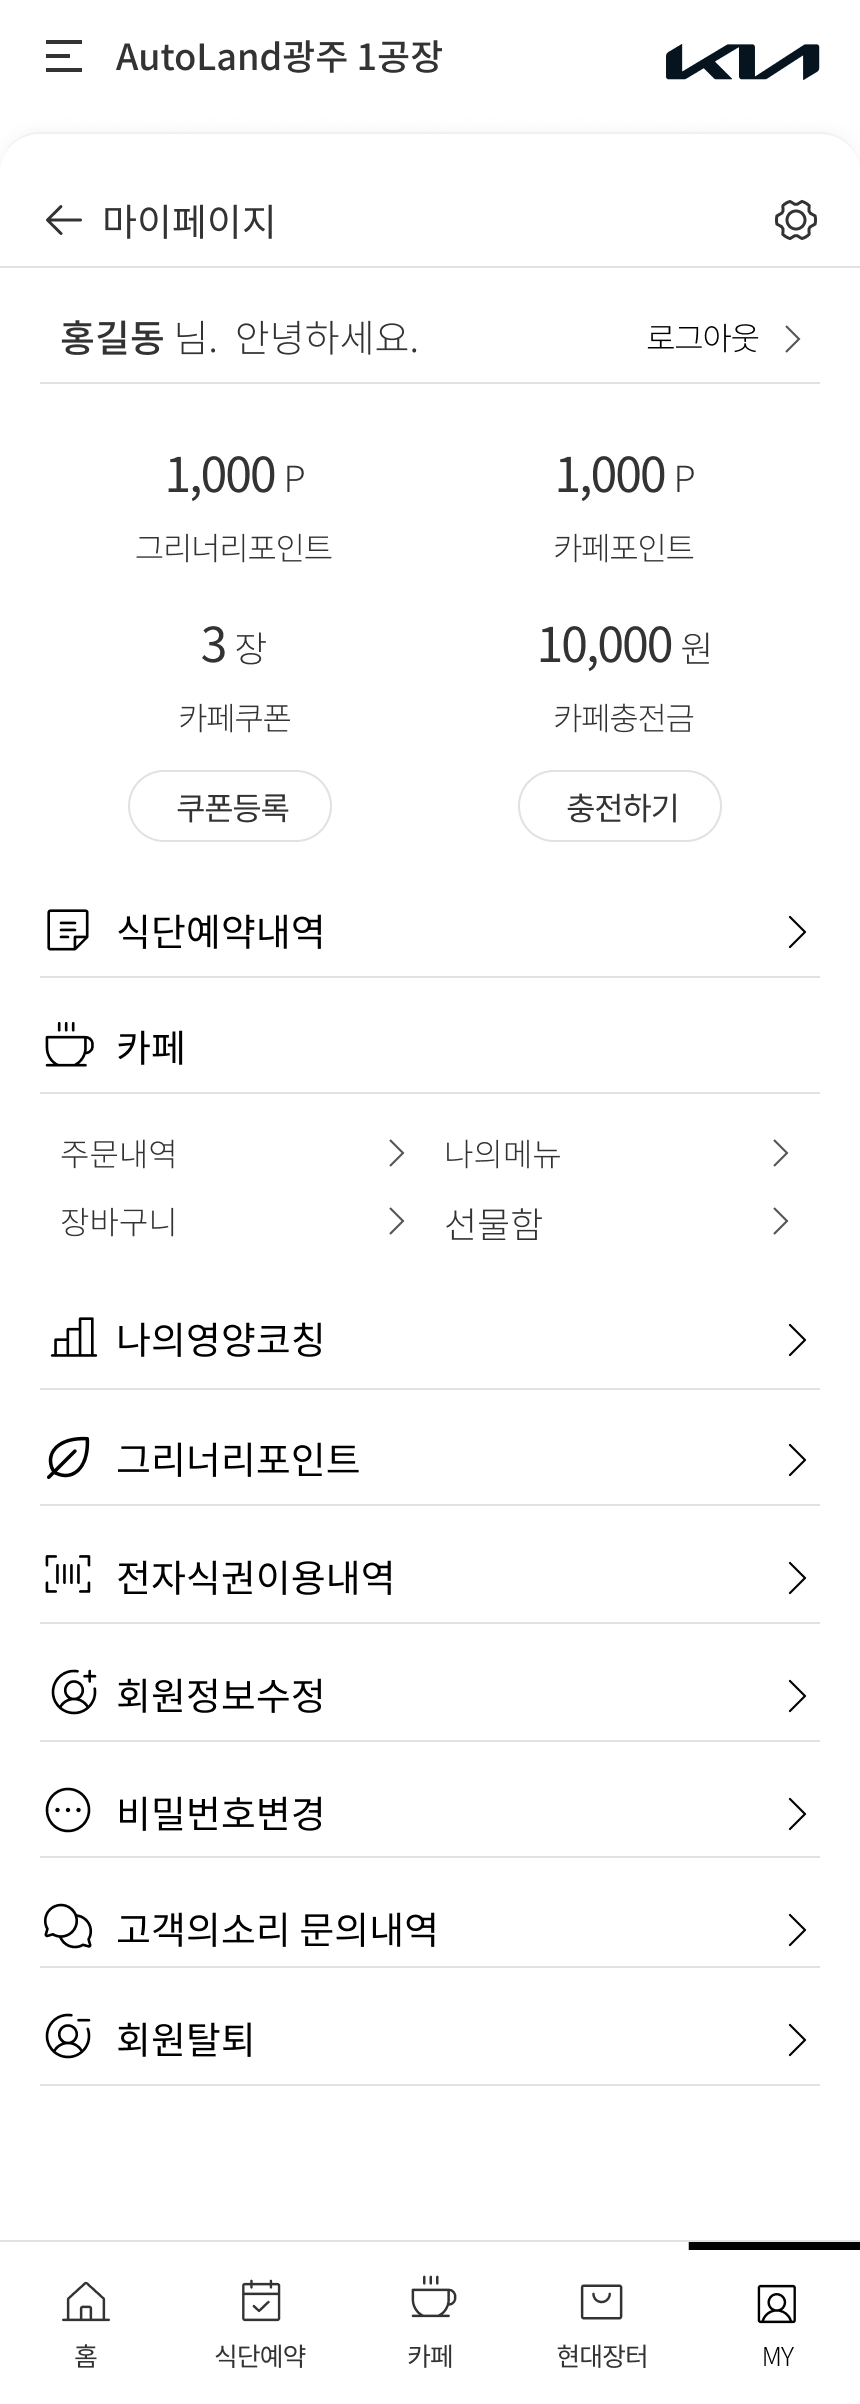 AutoLand광주 1공장
KIA
마이페이지
홍길동 님. 안녕하세요.
로그아웃
1,000 P
1,000 P
그리너리포인트
카페포인트
3 장
10,000 원
카페쿠폰
카페충전금
쿠폰등록
충전하기
식단예약내역
카페
주문내역
나의메뉴
장바구니
선물함
나의영양코칭
그리너리포인트
전자식권이용내역
회원정보수정
비밀번호변경
고객의소리 문의내역
회원탈퇴
홈
식단예약
카페
현대장터
MY